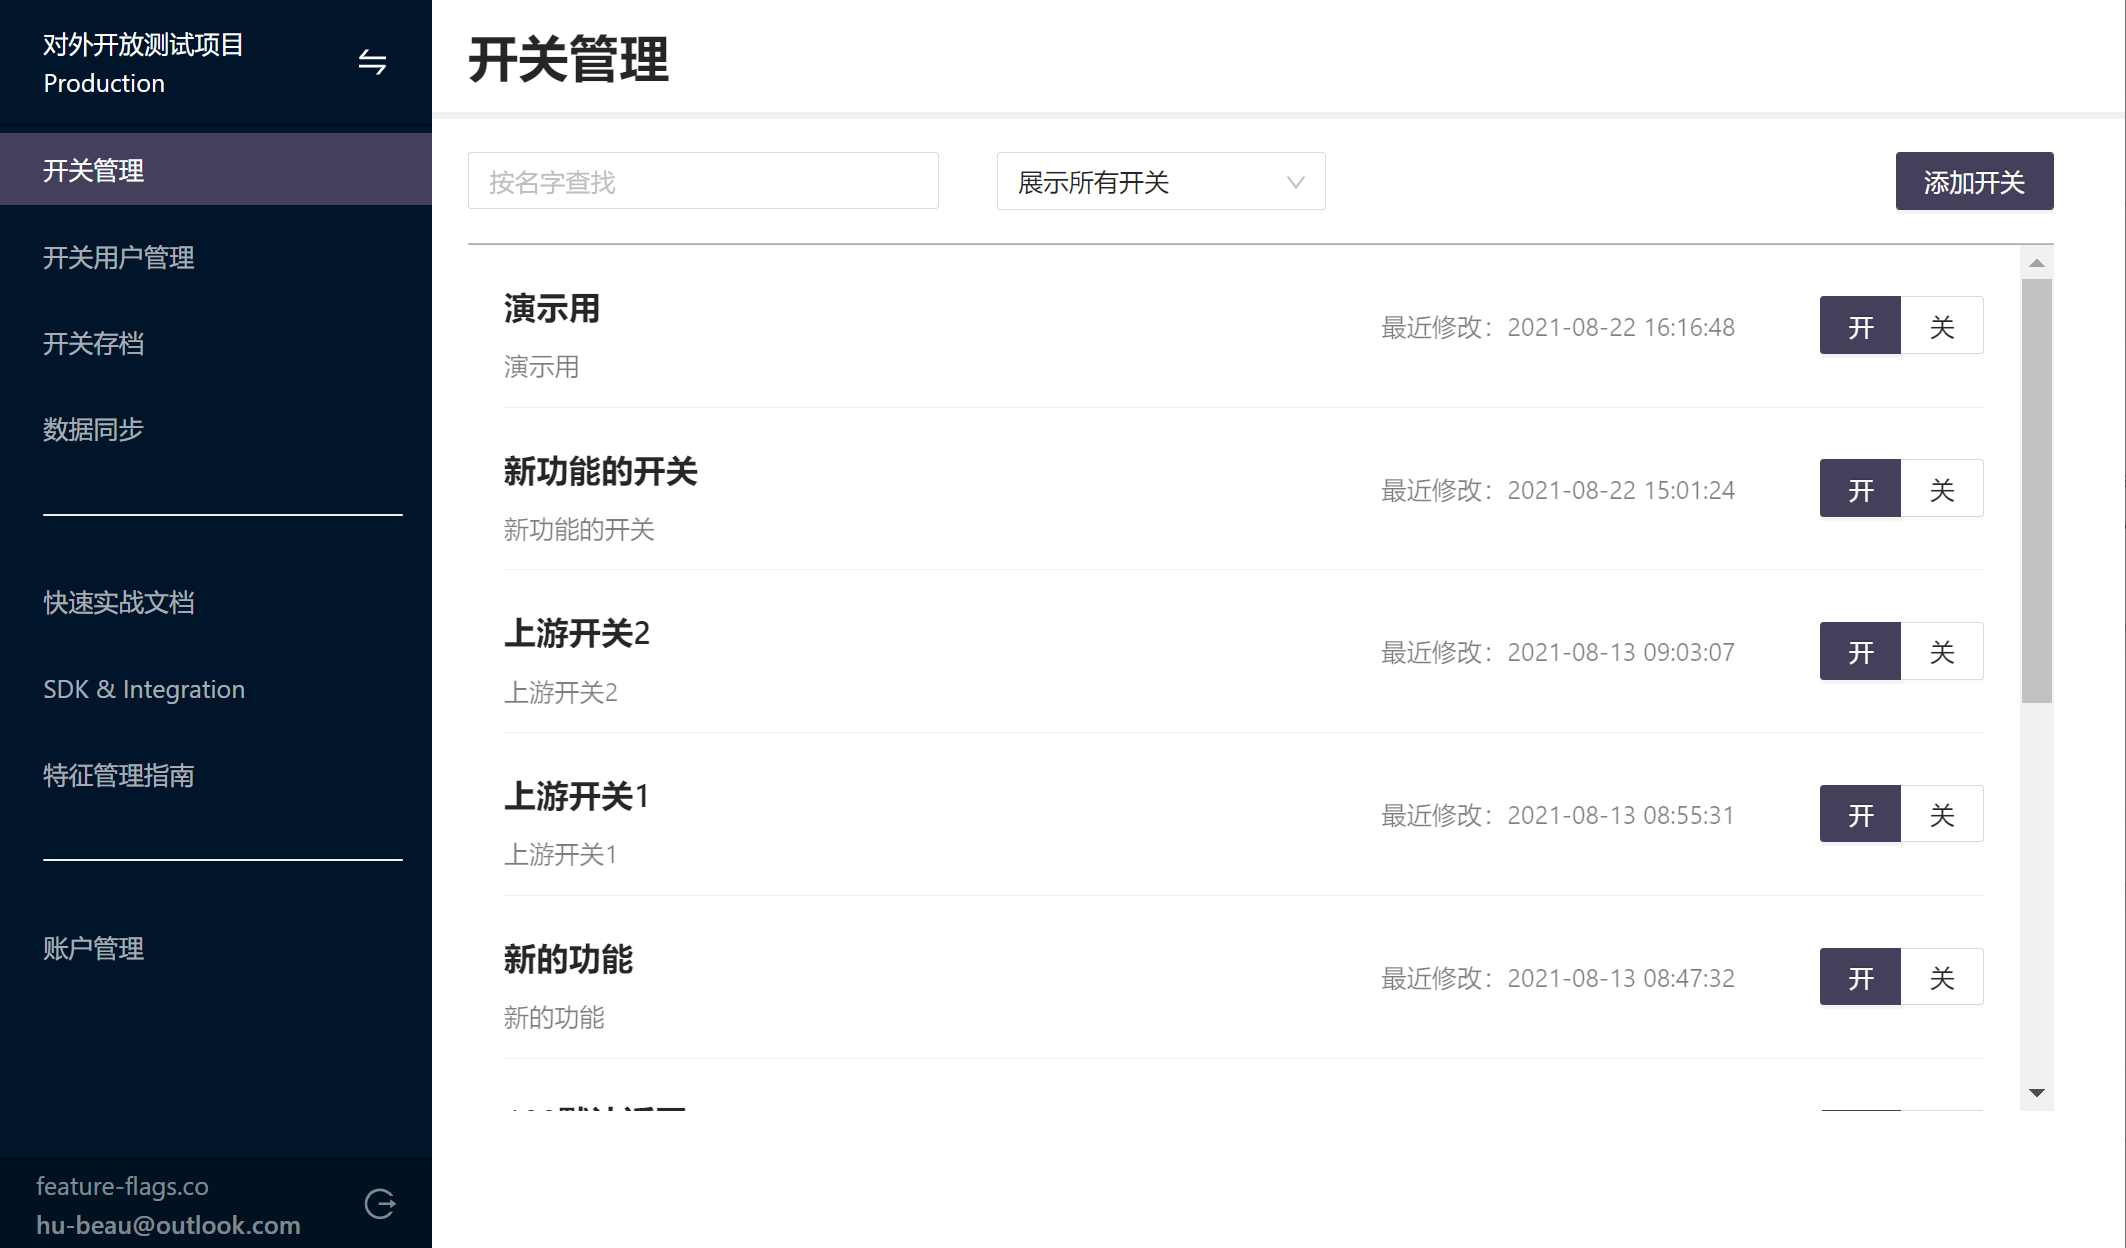 对外开放测试项目
Production
开关管理
开关用户管理
开关存档
数据同步
快速实战文档
SDK & Integration
特征管理指南
账户管理
feature-flags.co
hu-beau@outlook.com
开关管理
按名字查找
展示所有开关
添加开关
演示用
演示用
最近修改：2021-08-22 16:16:48
开 关
新功能的开关
新功能的开关
最近修改：2021-08-22 15:01:24
开 关
上游开关2
上游开关2
最近修改：2021-08-13 09:03:07
开 关
上游开关1
上游开关1
最近修改：2021-08-13 08:55:31
开 关
新的功能
新的功能
最近修改：2021-08-13 08:47:32
开 关